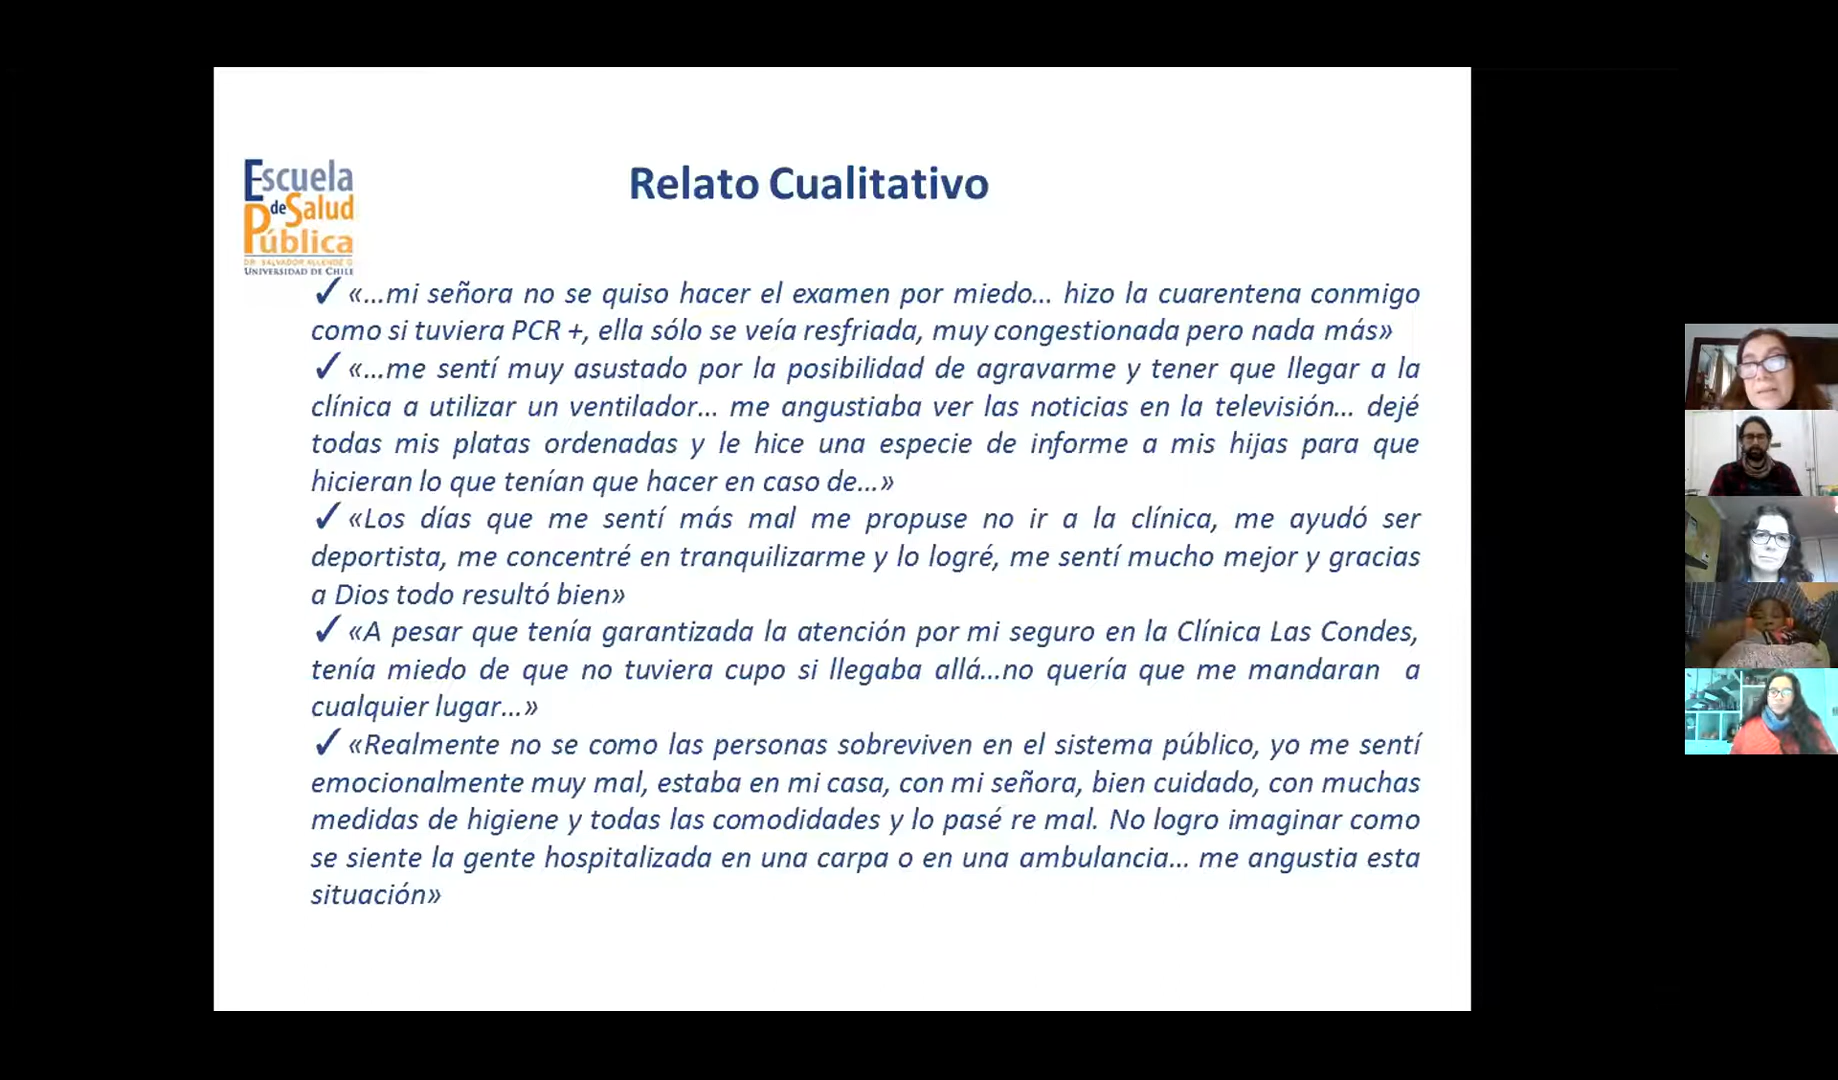 Escuela
de Salud
Pública
DR. SALVADOR ALLENDE G.
UNIVERSIDAD DE CHILE
Relato Cualitativo
✓«...mi señora no se quiso hacer el examen por miedo... hizo la cuarentena conmigo
como si tuviera PCR +, ella sólo se veía resfriada, muy congestionada pero nada más»
✓«...me sentí muy asustado por la posibilidad de agravarme y tener que llegar a la
clínica a utilizar un ventilador... me angustiaba ver las noticias en la televisión... dejé
todas mis platas ordenadas y le hice una especie de informe a mis hijas para que
hicieran lo que tenían que hacer en caso de...»
✓«Los días que me sentí más mal me propuse no ir a la clínica, me ayudó ser
deportista, me concentré en tranquilizarme y lo logré, me sentí mucho mejor y gracias
a Dios todo resultó bien»
✓«A pesar que tenía garantizada la atención por mi seguro en la Clínica Las Condes,
tenía miedo de que no tuviera cupo si llegaba allá...no quería que me mandaran a
cualquier lugar...»
✓«Realmente no se como las personas sobreviven en el sistema público, yo me sentí
emocionalmente muy mal, estaba en mi casa, con mi señora, bien cuidado, con muchas
medidas de higiene y todas las comodidades y lo pasé re mal. No logro imaginar como
se siente la gente hospitalizada en una carpa o en una ambulancia... me angustia esta
situación»